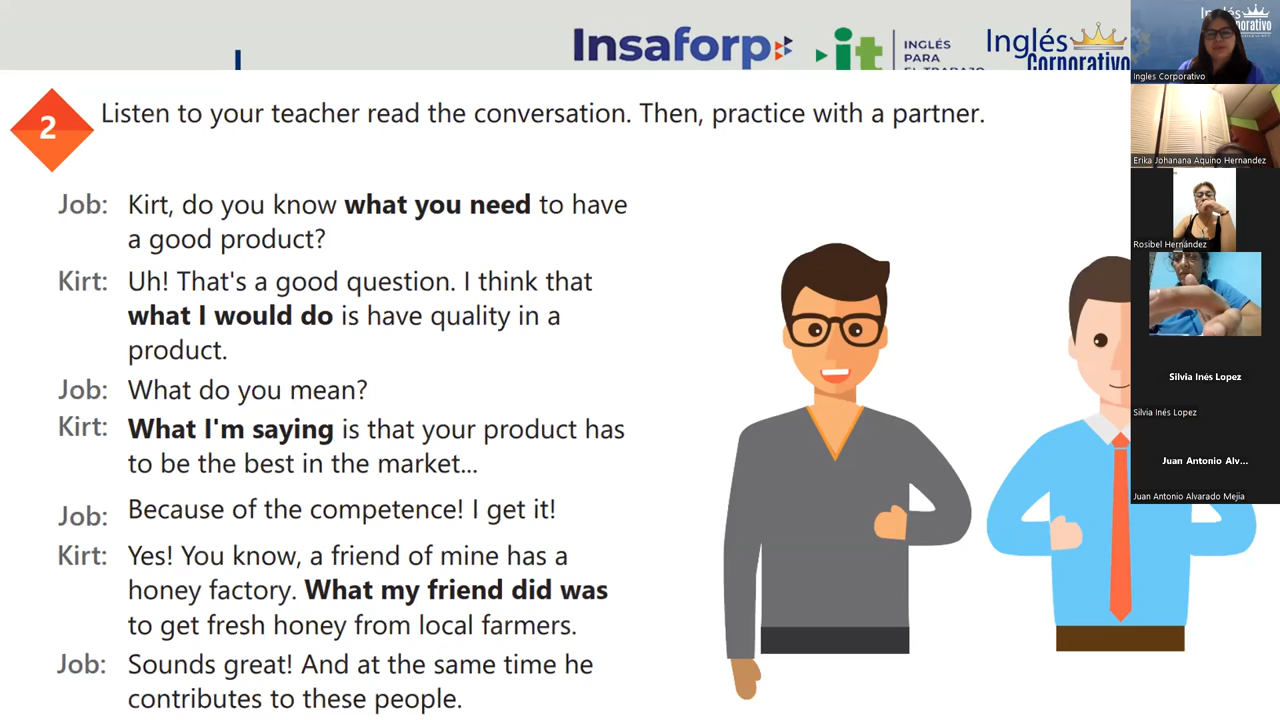 Insaforp
it
INGLÉS
PARA
EL TRABAJO
Inglés
Corporativo
Inglés
Corporativo
Ingles Corporativo
2
Listen to your teacher read the conversation. Then, practice with a partner.
Erika Johanana Aquino Hernandez
Job: Kirt, do you know what you need to have
a good product?
Rosibel Hernández
Kirt: Uh! That's a good question. I think that
what I would do is have quality in a
product.
Job: What do you mean?
Kirt: What I'm saying is that your product has
to be the best in the market...
Job: Because of the competence! I get it!
Kirt: Yes! You know, a friend of mine has a
honey factory. What my friend did was
to get fresh honey from local farmers.
Job: Sounds great! And at the same time he
contributes to these people.
Silvia Inés Lopez
Silvia Inés Lopez
Juan Antonio Alv...
Juan Antonio Alvarado Mejia